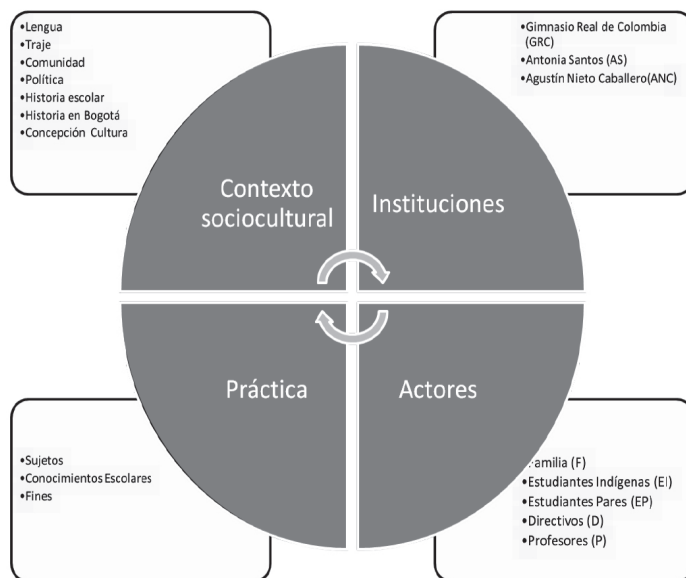 •Lengua
•Traje
•Comunidad
•Política
•Historia escolar
•Historia en Bogotá
•Concepción Cultura
•Gimnasio Real de Colombia
(GRC)
•Antonia Santos (AS)
•Agustín Nieto Caballero(ANC)
Contexto
sociocultural
Instituciones
Práctica
Actores
•Sujetos
•Conocimientos Escolares
•Fines
Familia (F)
•Estudiantes Indígenas (EI)
•Estudiantes Pares (EP)
•Directivos (D)
•Profesores (P)